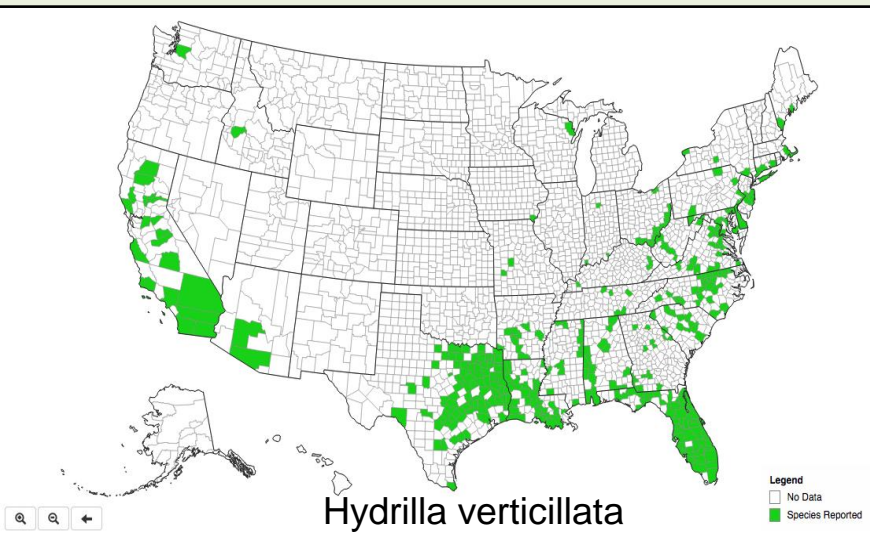 Hydrilla verticillata
Legend
No Data
Species Reported